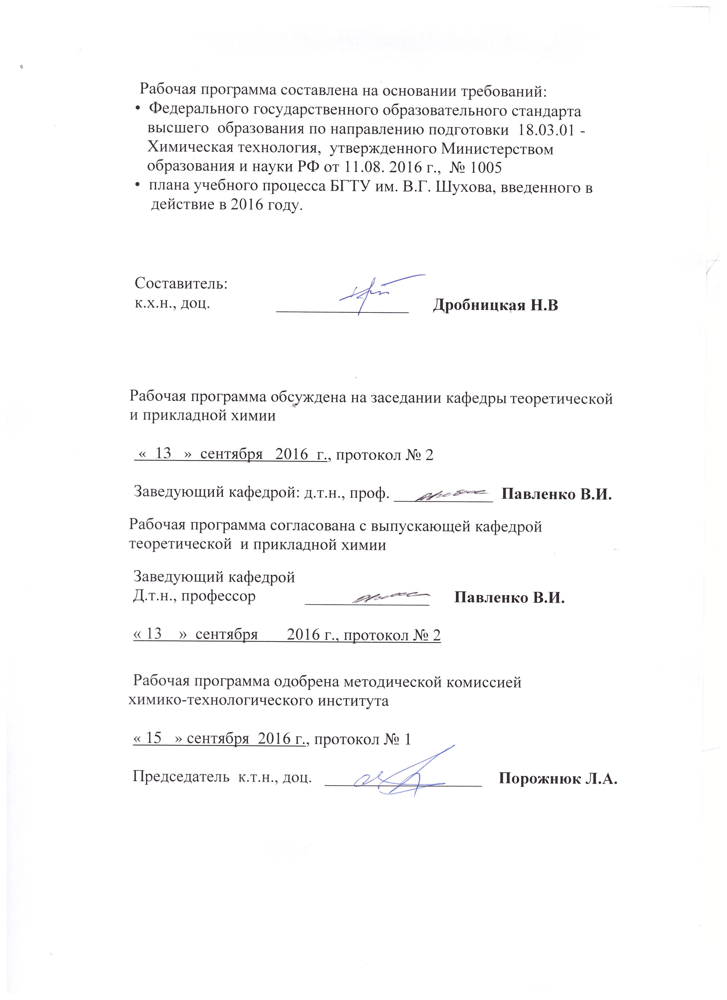 Рабочая программа составлена на основании требований:
• Федерального государственного образовательного стандарта
высшего образования по направлению подготовки 18.03.01 -
Химическая технология, утвержденного Министерством
образования и науки РФ от 11.08. 2016 г., № 1005
• плана учебного процесса БГТУ им. В.Г. Шухова, введенного в
действие в 2016 году.
Составитель:
к.х.н., доц. ________________ Дробницкая Н.В
Рабочая программа обсуждена на заседании кафедры теоретической
и прикладной химии
« 13 » сентября 2016 г., протокол № 2
Заведующий кафедрой: д.т.н., проф. ____________ Павленко В.И.
Рабочая программа согласована с выпускающей кафедрой
теоретической и прикладной химии
Заведующий кафедрой
Д.т.н., профессор _______________ Павленко В.И.
« 13 » сентября 2016 г., протокол № 2
Рабочая программа одобрена методической комиссией
химико-технологического института
« 15 » сентября 2016 г., протокол № 1
Председатель к.т.н., доц. ___________________ Порожнюк Л.А.